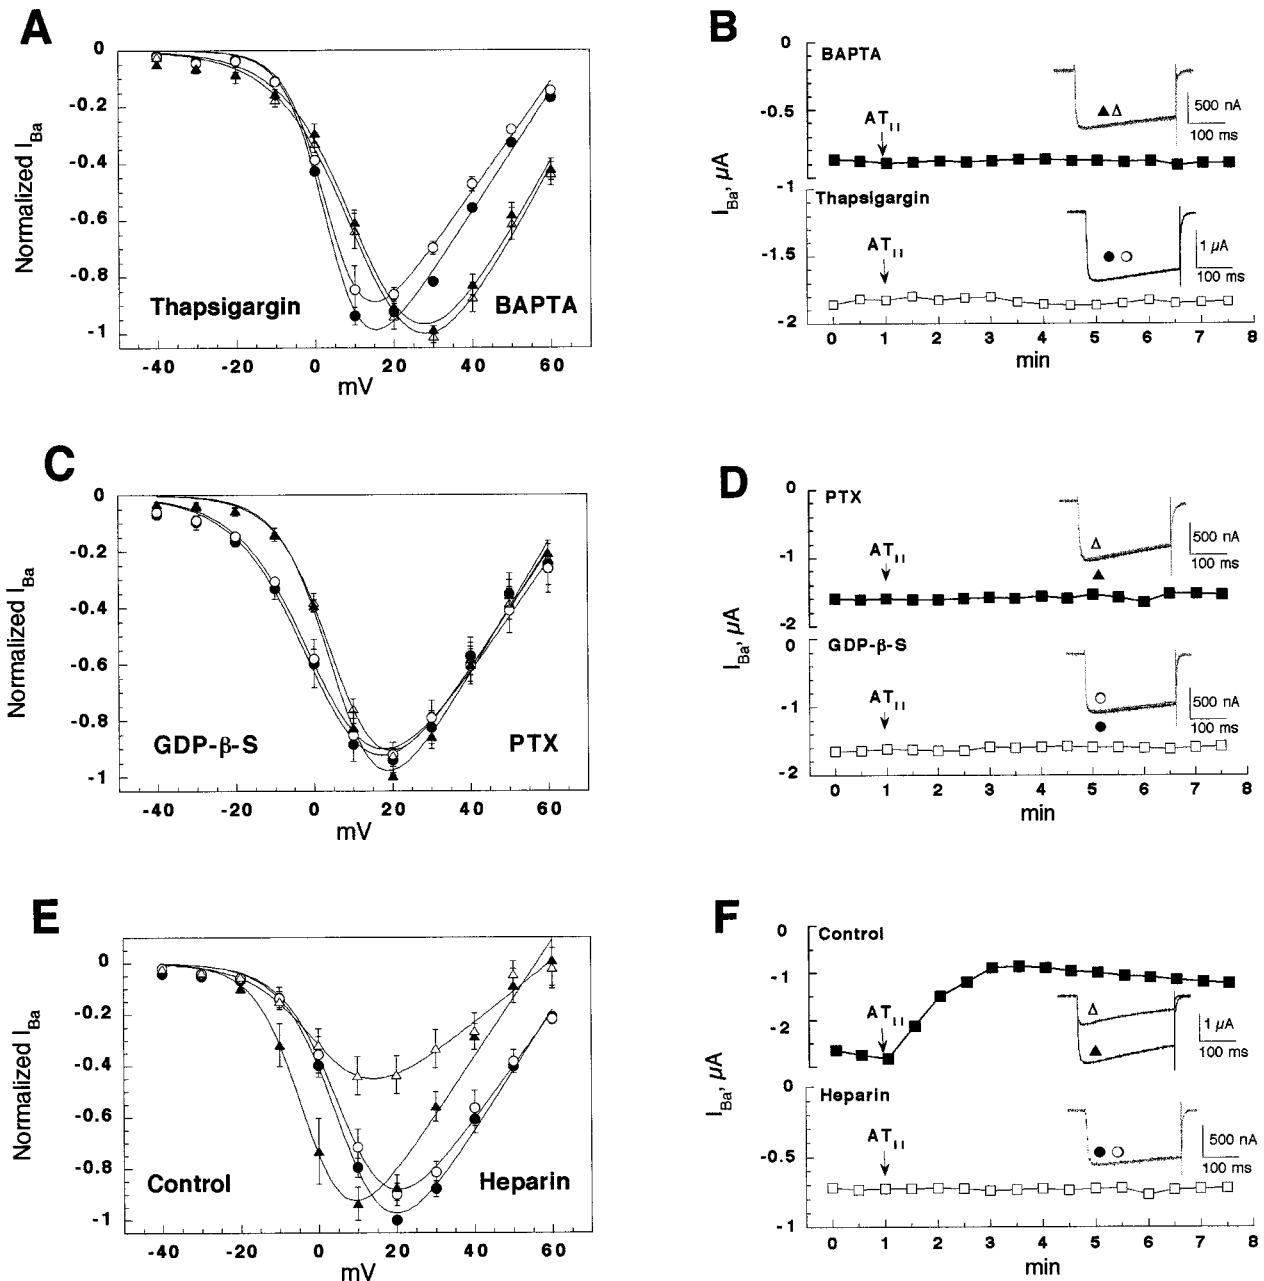 A
0
-0.2
-0.4
-0.6
-0.8
-1
Normalized I_Ba
Thapsigargin
BAPTA
-40 -20 0 20 40 60
mV
B
0
-0.5
-1
-1.5
-2
I_Ba, μA
BAPTA
AT_II
▲△
500 nA
100 ms
Thapsigargin
AT_II
●○
1 μA
100 ms
0 1 2 3 4 5 6 7 8
min
C
0
-0.2
-0.4
-0.6
-0.8
-1
Normalized I_Ba
GDP-β-S
PTX
-40 -20 0 20 40 60
mV
D
0
-1
-2
0
-1
-2
I_Ba, μA
PTX
AT_II
△
▲
500 nA
100 ms
GDP-β-S
AT_II
○
●
500 nA
100 ms
0 1 2 3 4 5 6 7 8
min
E
0
-0.2
-0.4
-0.6
-0.8
-1
Normalized I_Ba
Control
Heparin
-40 -20 0 20 40 60
mV
F
0
-1
-2
0
-0.5
-1
I_Ba, μA
Control
AT_II
△
▲
1 μA
100 ms
Heparin
AT_II
●○
500 nA
100 ms
0 1 2 3 4 5 6 7 8
min